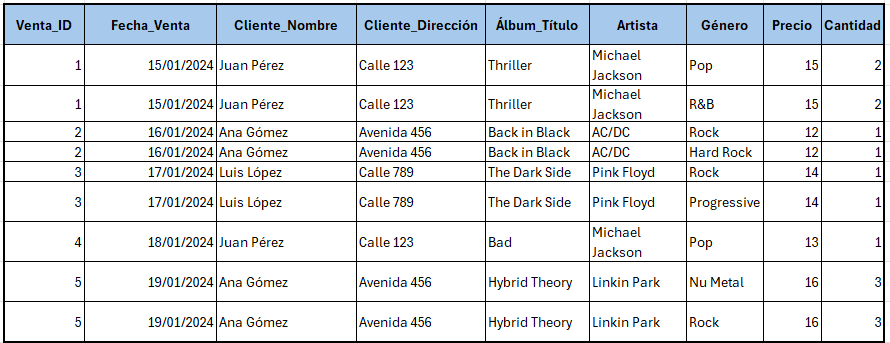 Venta_ID Fecha_Venta Cliente_Nombre Cliente_Dirección Álbum_Título Artista Género Precio Cantidad
1 15/01/2024 Juan Pérez Calle 123 Thriller Michael Jackson Pop 15 2
1 15/01/2024 Juan Pérez Calle 123 Thriller Michael Jackson R&B 15 2
2 16/01/2024 Ana Gómez Avenida 456 Back in Black AC/DC Rock 12 1
2 16/01/2024 Ana Gómez Avenida 456 Back in Black AC/DC Hard Rock 12 1
3 17/01/2024 Luis López Calle 789 The Dark Side Pink Floyd Rock 14 1
3 17/01/2024 Luis López Calle 789 The Dark Side Pink Floyd Progressive 14 1
4 18/01/2024 Juan Pérez Calle 123 Bad Michael Jackson Pop 13 1
5 19/01/2024 Ana Gómez Avenida 456 Hybrid Theory Linkin Park Nu Metal 16 3
5 19/01/2024 Ana Gómez Avenida 456 Hybrid Theory Linkin Park Rock 16 3